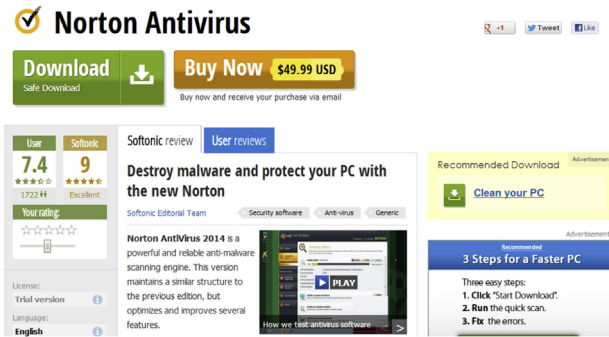 Norton Antivirus
+1
Tweet
Like
Download
Safe Download
Buy Now $49.99 USD
Buy now and receive your purchase via email
User
Softonic
7.4
9
1722
Excellent
Your rating:
License:
Trial version
Language:
English
Softonic review
User reviews
Destroy malware and protect your PC with
the new Norton
Softonic Editorial Team
Security software
Anti-virus
Generic
Norton AntiVirus 2014 is a
powerful and reliable anti-malware
scanning engine. This version
maintains a similar structure to
the previous edition, but
optimizes and improves several
features.
PLAY
How we test antivirus software >
Advertisement
Recommended Download
Clean your PC
Advertisement
Recommended
3 Steps for a Faster PC
Three easy steps:
1. Click "Start Download".
2. Run the quick scan.
3. Fix the errors.